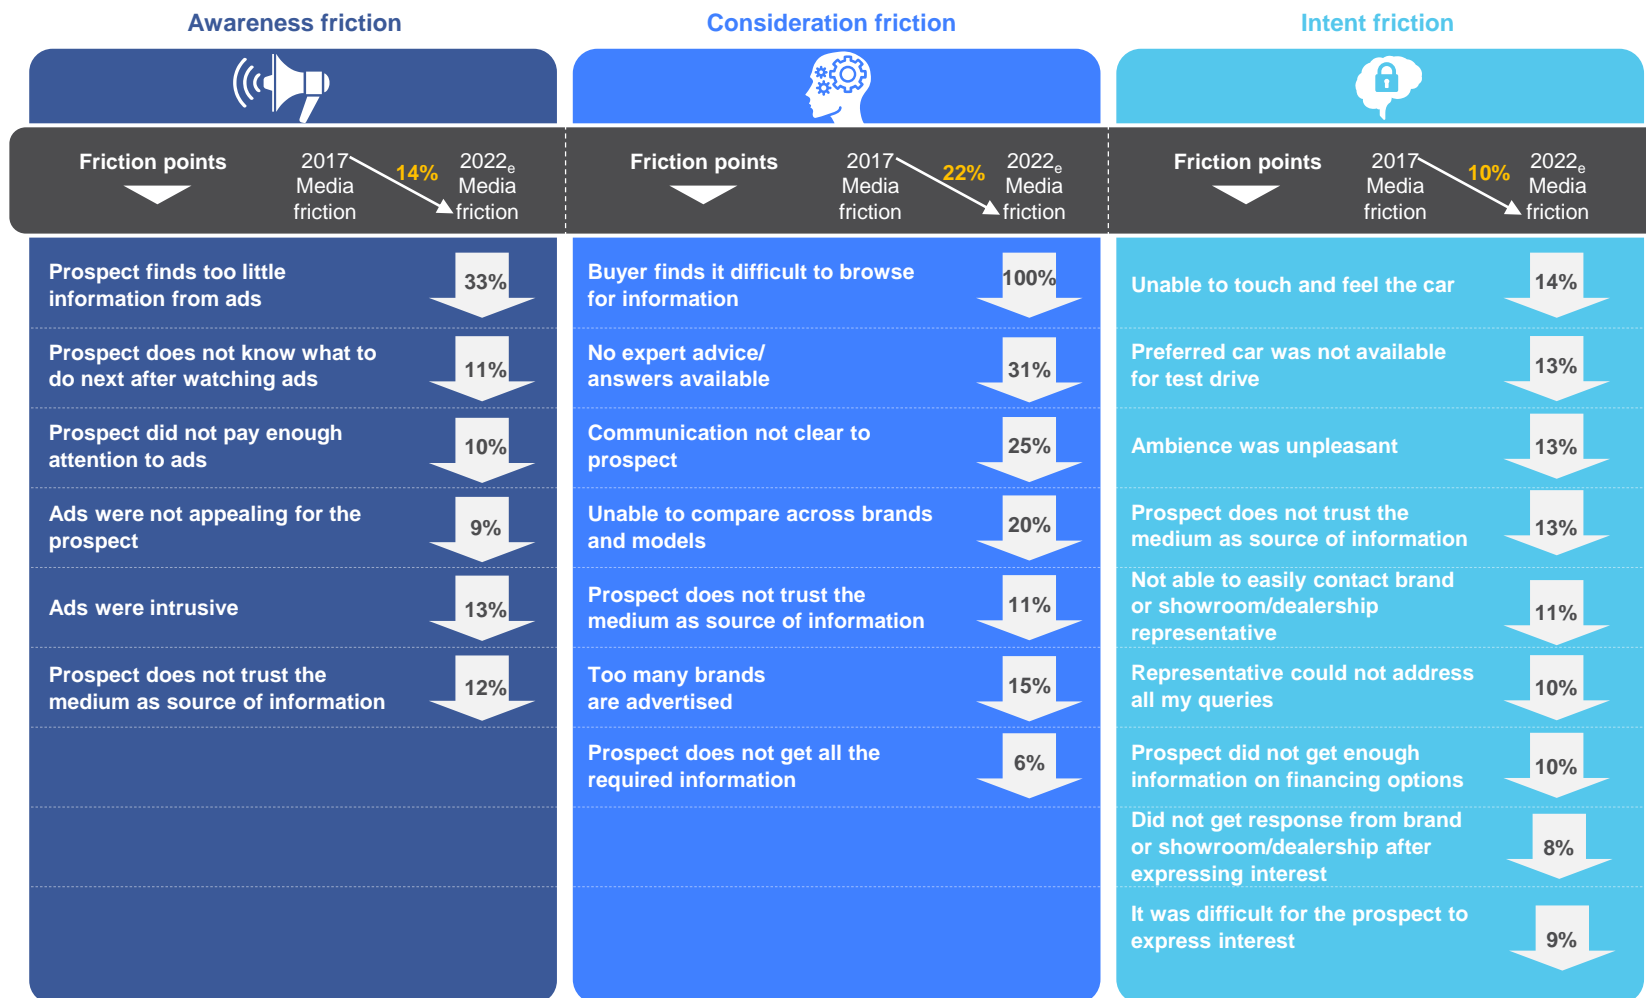 Awareness friction
Consideration friction
Intent friction
Friction points
2017
Media
friction
14%
2022e
Media
friction
Friction points
2017
Media
friction
22%
2022e
Media
friction
Friction points
2017
Media
friction
10%
2022e
Media
friction
Prospect finds too little
information from ads
33%
Prospect does not know what to
do next after watching ads
11%
Prospect did not pay enough
attention to ads
10%
Ads were not appealing for the
prospect
9%
Ads were intrusive
13%
Prospect does not trust the
medium as source of information
12%
Buyer finds it difficult to browse
for information
100%
No expert advice/
answers available
31%
Communication not clear to
prospect
25%
Unable to compare across brands
and models
20%
Prospect does not trust the
medium as source of information
11%
Too many brands
are advertised
15%
Prospect does not get all the
required information
6%
Unable to touch and feel the car
14%
Preferred car was not available
for test drive
13%
Ambience was unpleasant
13%
Prospect does not trust the
medium as source of information
13%
Not able to easily contact brand
or showroom/dealership
representative
11%
Representative could not address
all my queries
10%
Prospect did not get enough
information on financing options
10%
Did not get response from brand
or showroom/dealership after
expressing interest
8%
It was difficult for the prospect to
express interest
9%